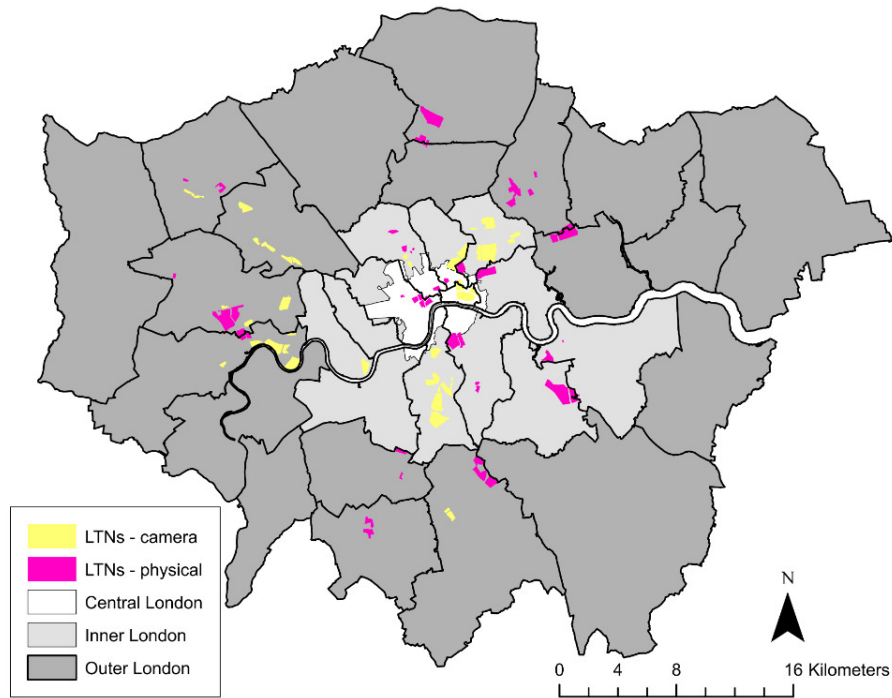 LTNs - camera
LTNs - physical
Central London
Inner London
Outer London
N
0 4 8 16 Kilometers